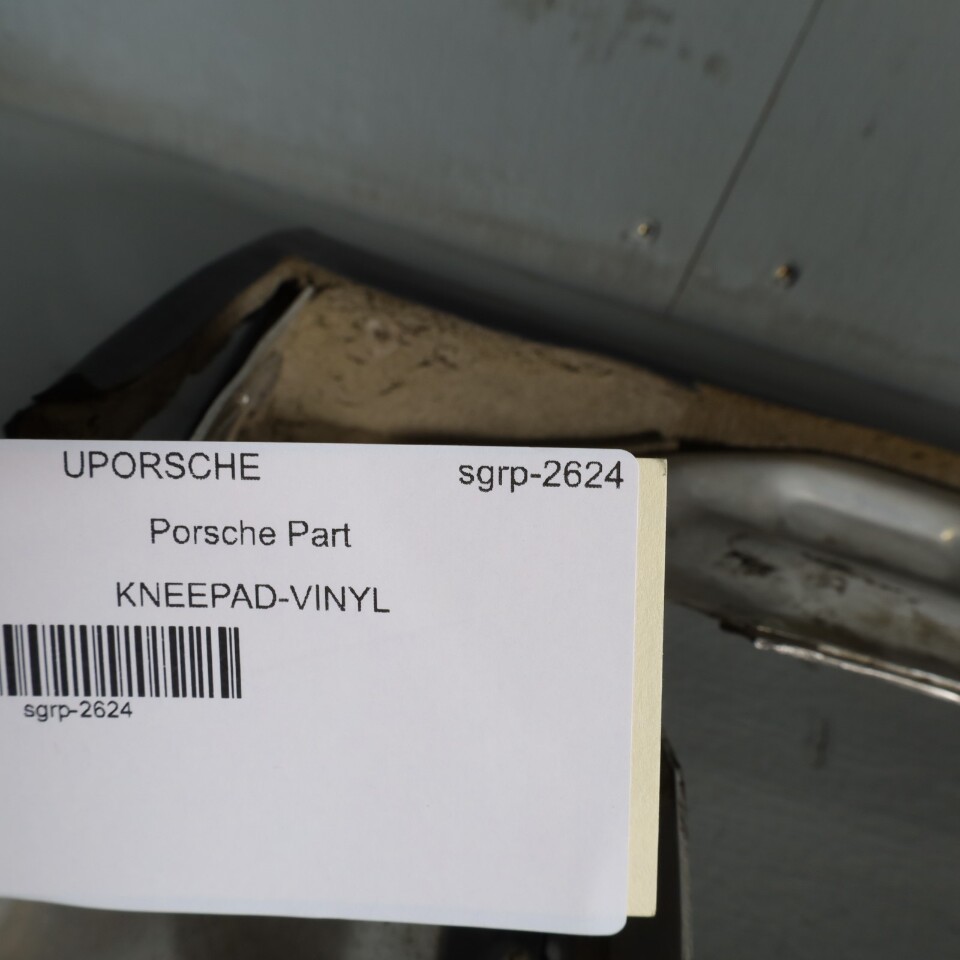 UPORSCHE sgrp-2624
Porsche Part
KNEEPAD-VINYL
sgrp-2624